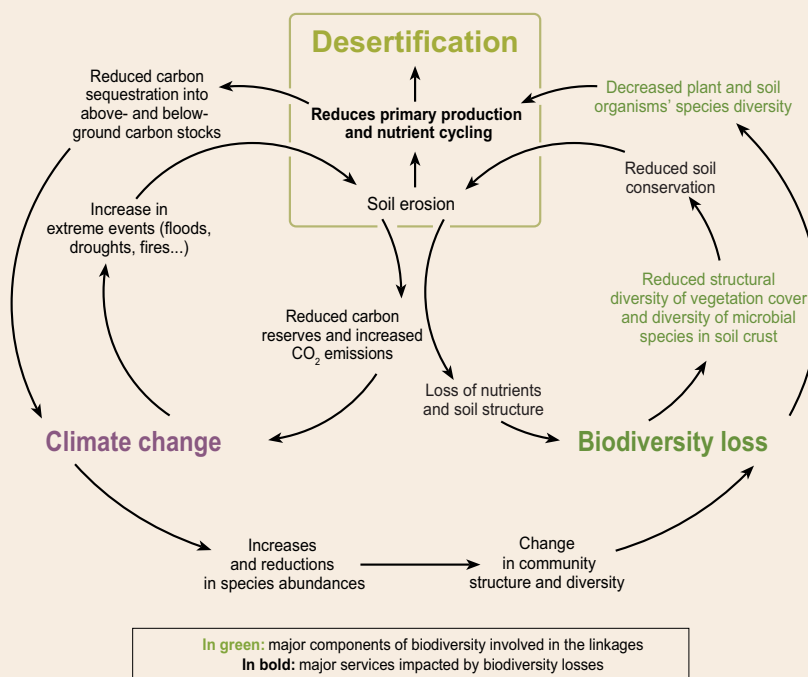 Desertification
Reduced carbon
sequestration into
above- and below-
ground carbon stocks
Reduces primary production
and nutrient cycling
Decreased plant and soil
organisms' species diversity
Reduced soil
conservation
Soil erosion
Increase in
extreme events (floods,
droughts, fires...)
Reduced structural
diversity of vegetation cover
and diversity of microbial
species in soil crust
Reduced carbon
reserves and increased
CO₂ emissions
Loss of nutrients
and soil structure
Climate change
Biodiversity loss
Increases
and reductions
in species abundances
Change
in community
structure and diversity
In green: major components of biodiversity involved in the linkages
In bold: major services impacted by biodiversity losses